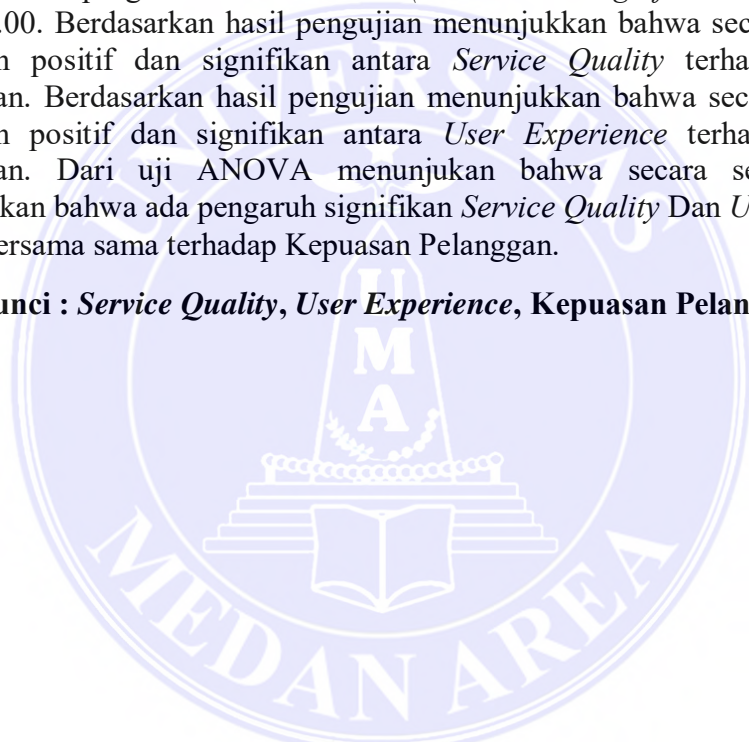 .00. Berdasarkan hasil pengujian menunjukkan bahwa sec
n positif dan signifikan antara Service Quality terha
an. Berdasarkan hasil pengujian menunjukkan bahwa sec
n positif dan signifikan antara User Experience terha
an. Dari uji ANOVA menunjukan bahwa secara se
kan bahwa ada pengaruh signifikan Service Quality Dan U
ersama sama terhadap Kepuasan Pelanggan.
unci : Service Quality, User Experience, Kepuasan Pelan
UNIVERSITAS
U
M
A
MEDAN AREA